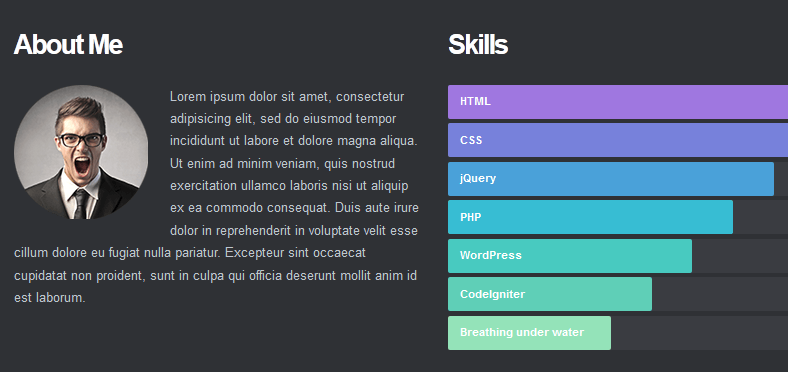 About Me
Lorem ipsum dolor sit amet, consectetur
adipisicing elit, sed do eiusmod tempor
incididunt ut labore et dolore magna aliqua.
Ut enim ad minim veniam, quis nostrud
exercitation ullamco laboris nisi ut aliquip
ex ea commodo consequat. Duis aute irure
dolor in reprehenderit in voluptate velit esse
cillum dolore eu fugiat nulla pariatur. Excepteur sint occaecat
cupidatat non proident, sunt in culpa qui officia deserunt mollit anim id
est laborum.
Skills
HTML
CSS
jQuery
PHP
WordPress
CodeIgniter
Breathing under water